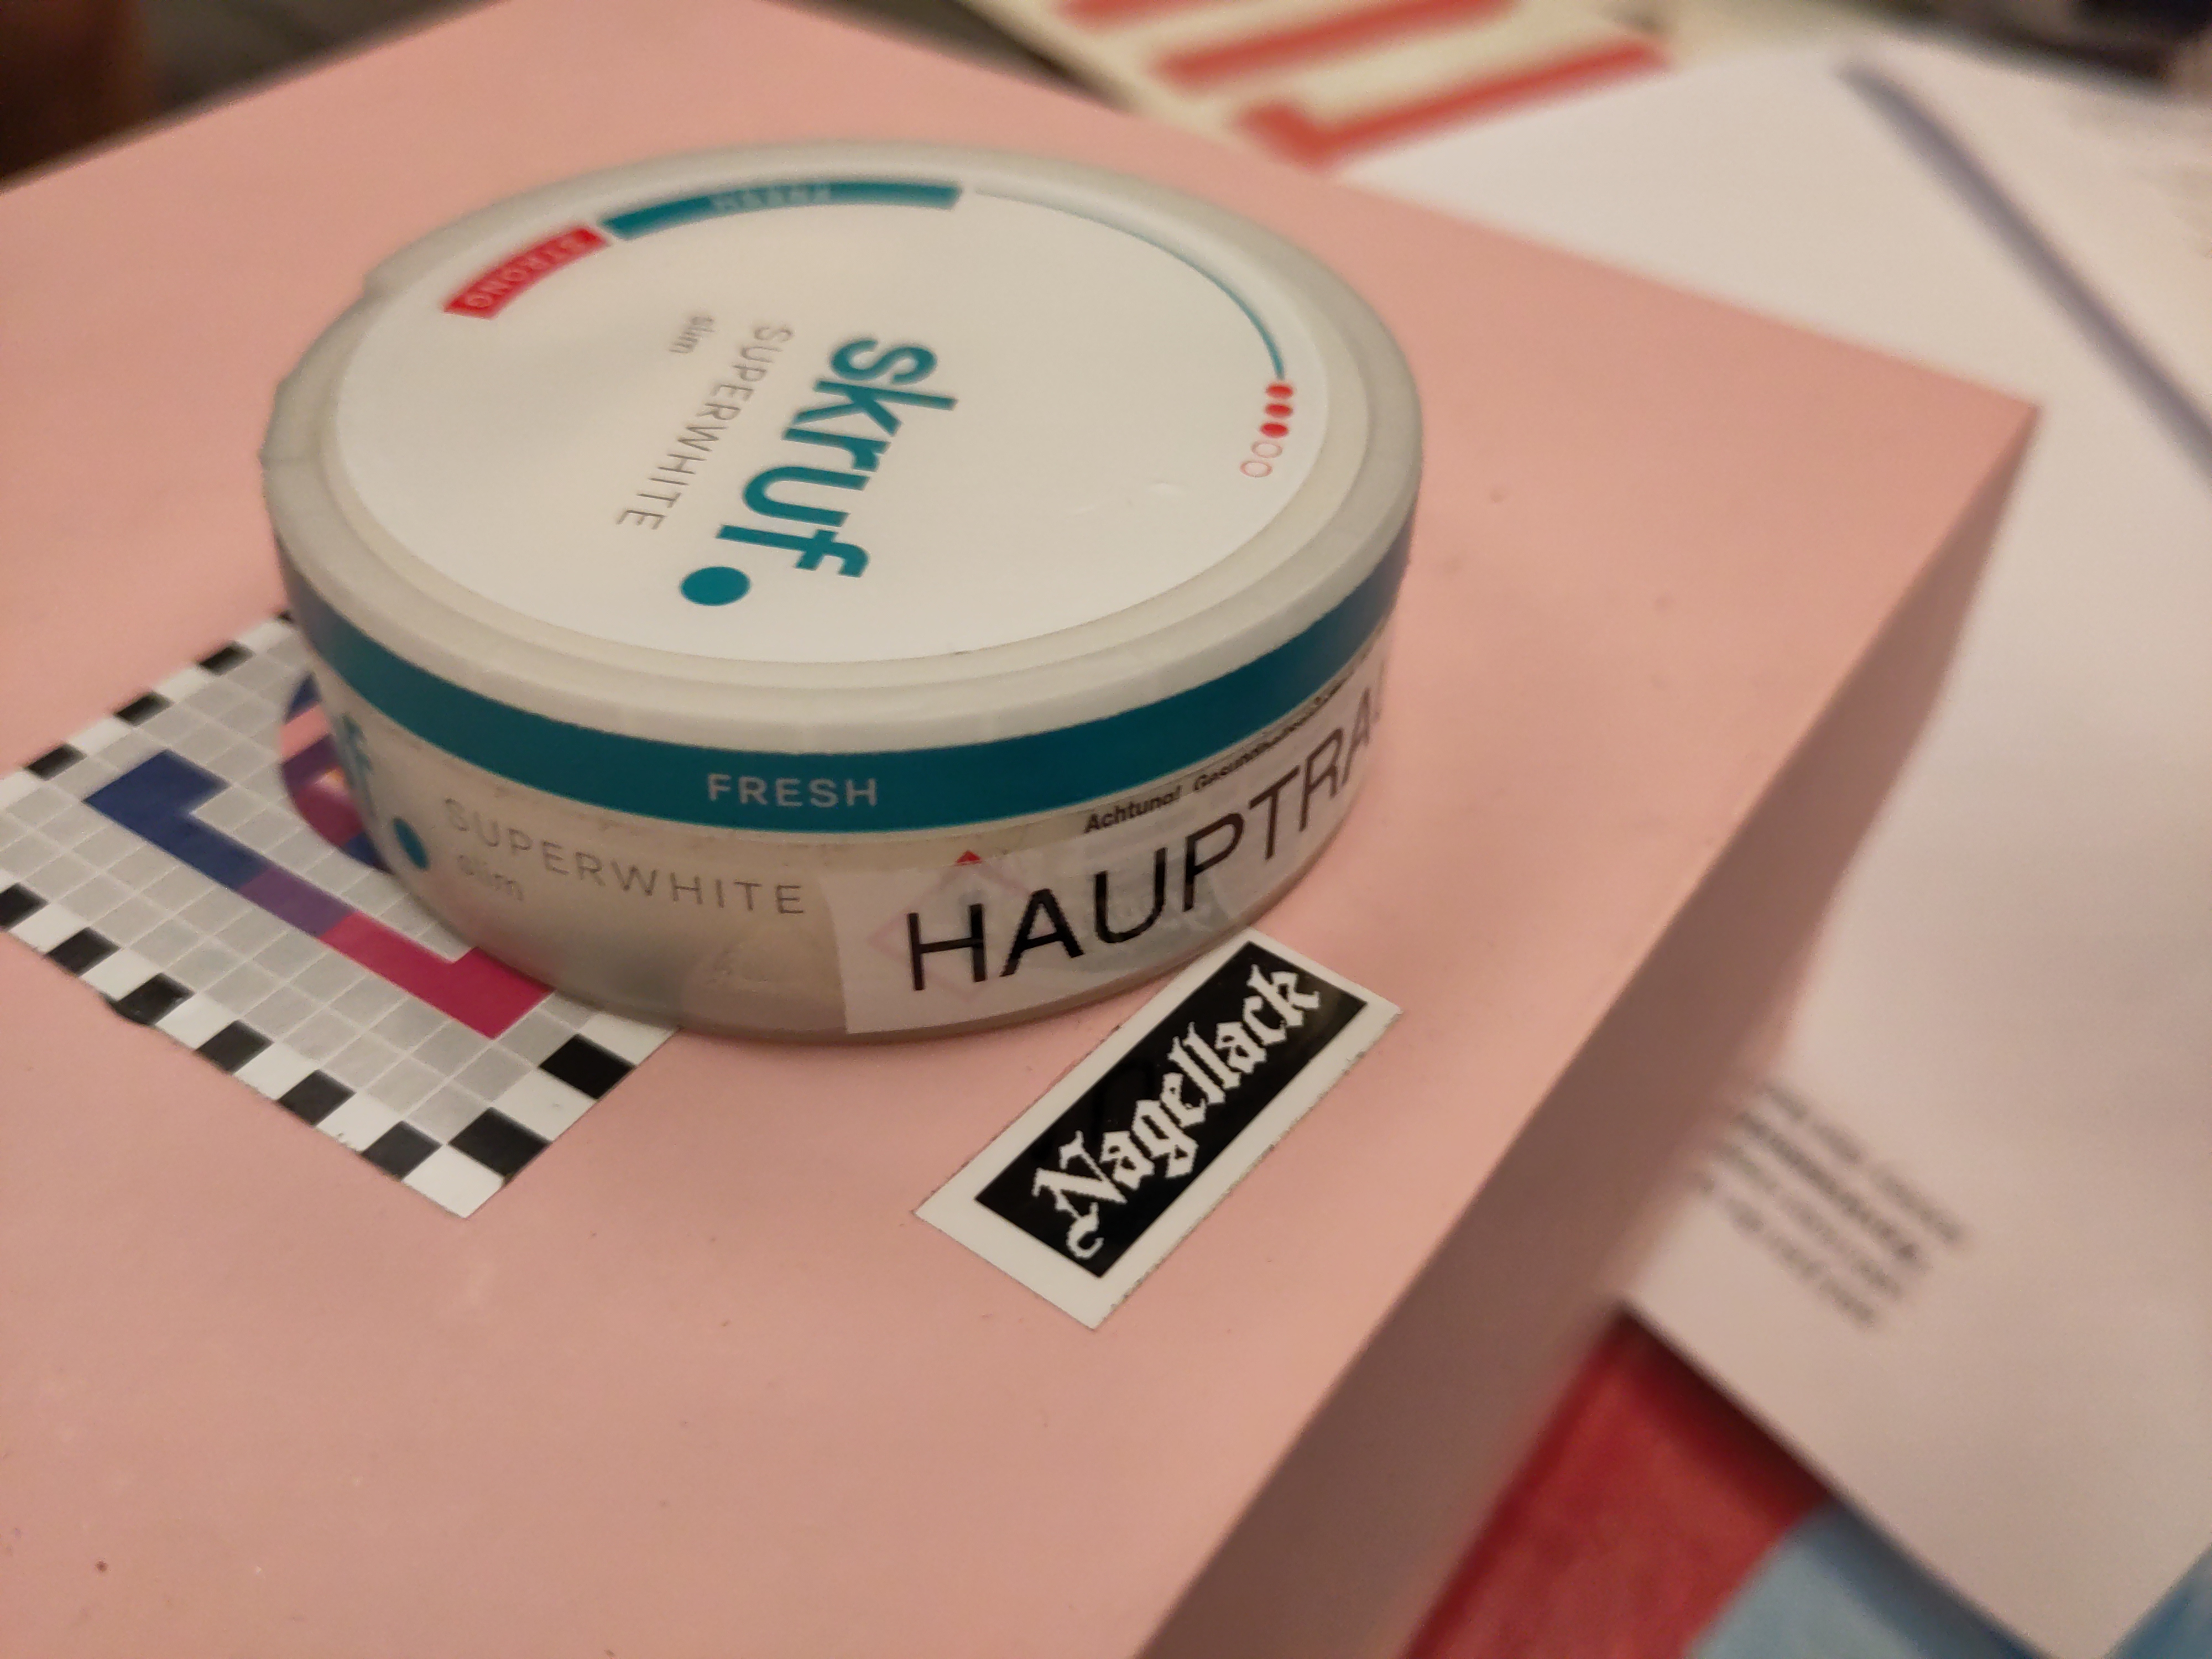 STRONG
FRESH
skruf
SUPERWHITE
slim
FRESH
SUPERWHITE
slim
Achtung!
HAUPTRA
Nagellack